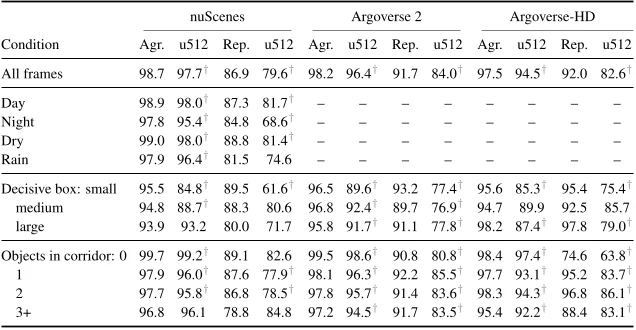 nuScenes Argoverse 2 Argoverse-HD
Condition Agr. u512 Rep. u512 Agr. u512 Rep. u512 Agr. u512 Rep. u512
All frames 98.7 97.7† 86.9 79.6† 98.2 96.4† 91.7 84.0† 97.5 94.5† 92.0 82.6†
Day 98.9 98.0† 87.3 81.7† – – – – – – – –
Night 97.8 95.4† 84.8 68.6† – – – – – – – –
Dry 99.0 98.0† 88.8 81.4† – – – – – – – –
Rain 97.9 96.4† 81.5 74.6 – – – – – – – –
Decisive box: small 95.5 84.8† 89.5 61.6† 96.5 89.6† 93.2 77.4† 95.6 85.3† 95.4 75.4†
medium 94.8 88.7† 88.3 80.6 96.8 92.4† 89.7 76.9† 94.7 89.9 92.5 85.7
large 93.9 93.2 80.0 71.7 95.8 91.7† 91.1 77.8† 98.2 87.4† 97.8 79.0†
Objects in corridor: 0 99.7 99.2† 89.1 82.6 99.5 98.6† 90.8 80.8† 98.4 97.4† 74.6 63.8†
1 97.9 96.0† 87.6 77.9† 98.1 96.3† 92.2 85.5† 97.7 93.1† 95.2 83.7†
2 97.7 95.8† 86.8 78.5† 97.8 95.7† 91.4 83.6† 98.3 94.3† 96.8 86.1†
3+ 96.8 96.1 78.8 84.8 97.2 94.5† 91.7 83.5† 95.4 92.2† 88.4 83.1†